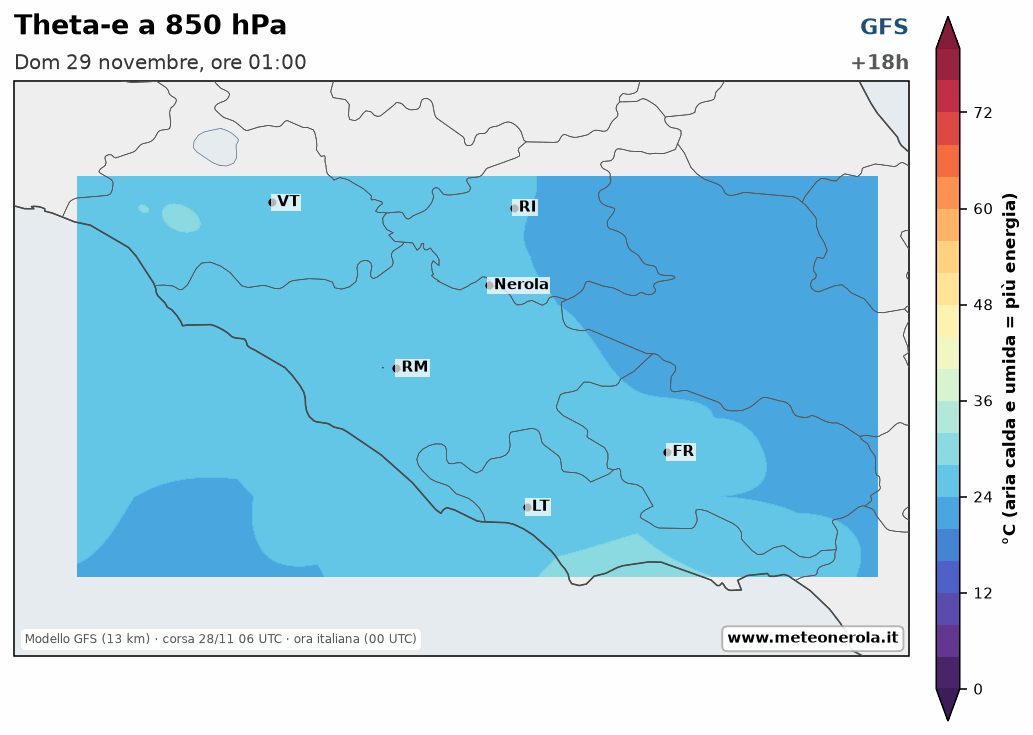 Theta-e a 850 hPa
GFS
Dom 29 novembre, ore 01:00
+18h
VT
RI
Nerola
RM
FR
LT
72
60
48
36
24
12
0
°C (aria calda e umida = più energia)
Modello GFS (13 km) · corsa 28/11 06 UTC · ora italiana (00 UTC)
www.meteonerola.it